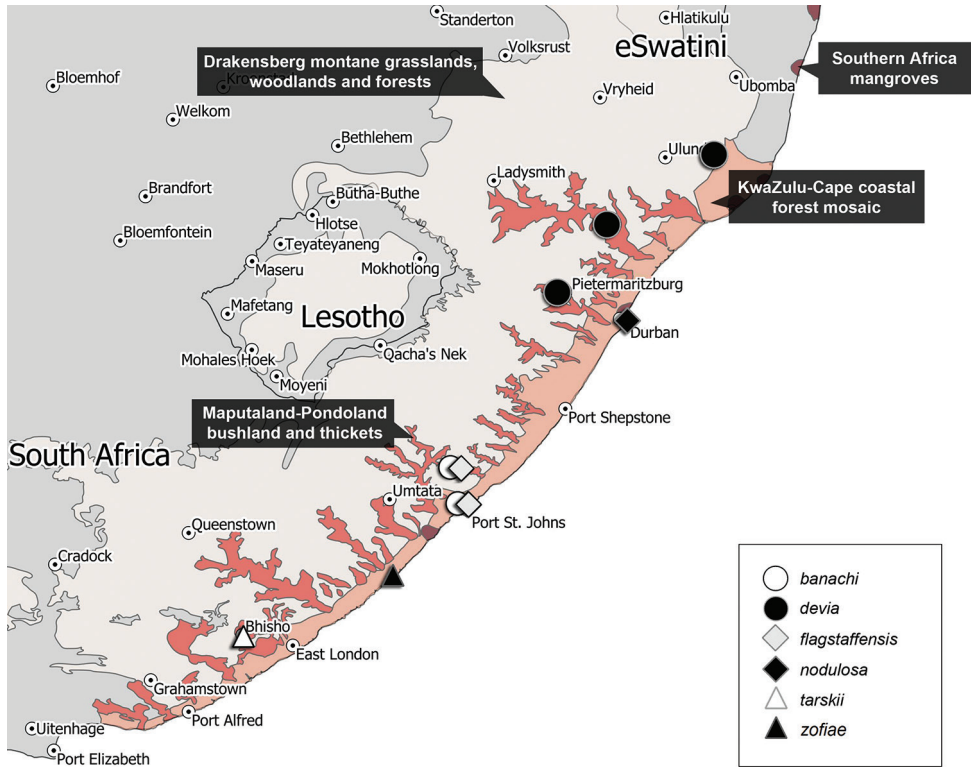 Standerton
Hlatikulu
eSwatini
Volksrust
Drakensberg montane grasslands,
woodlands and forests
Southern Africa
mangroves
Bloemhof
Ubomba
Vryheid
Welkom
Bethlehem
Ladysmith
KwaZulu-Cape coastal
forest mosaic
Brandfort
Butha-Buthe
Hlotse
Bloemfontein
Teyateyaneng
Maseru
Mokhotlong
Pietermaritzburg
Mafetang
Lesotho
Durban
Mohales Hoek
Qacha's Nek
Moyeni
Maputaland-Pondoland
bushland and thickets
Port Shepstone
South Africa
Umtata
Port St. Johns
Queenstown
Cradock
Bhisho
East London
Grahamstown
Port Alfred
Uitenhage
Port Elizabeth
banachi
devia
flagstaffensis
nodulosa
tarskii
zofiae